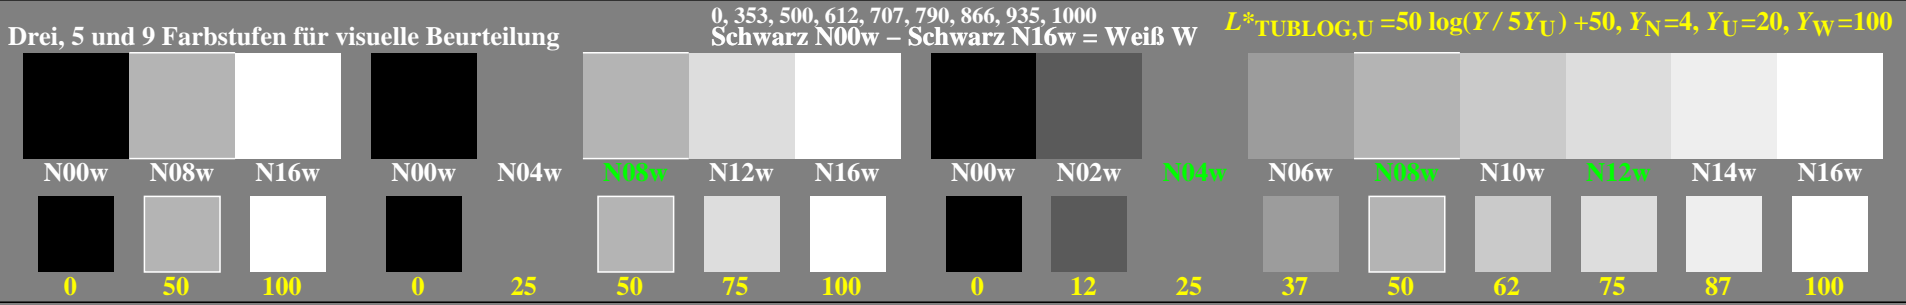 Drei, 5 und 9 Farbstufen für visuelle Beurteilung
0, 353, 500, 612, 707, 790, 866, 935, 1000
Schwarz N00w – Schwarz N16w = Weiß W
L*TUBLOG,U =50 log(Y / 5YU) +50, YN=4, YU=20, YW=100
N00w N08w N16w N00w N04w N08w N12w N16w N00w N02w N04w N06w N08w N10w N12w N14w N16w
0 50 100 0 25 50 75 100 0 12 25 37 50 62 75 87 100